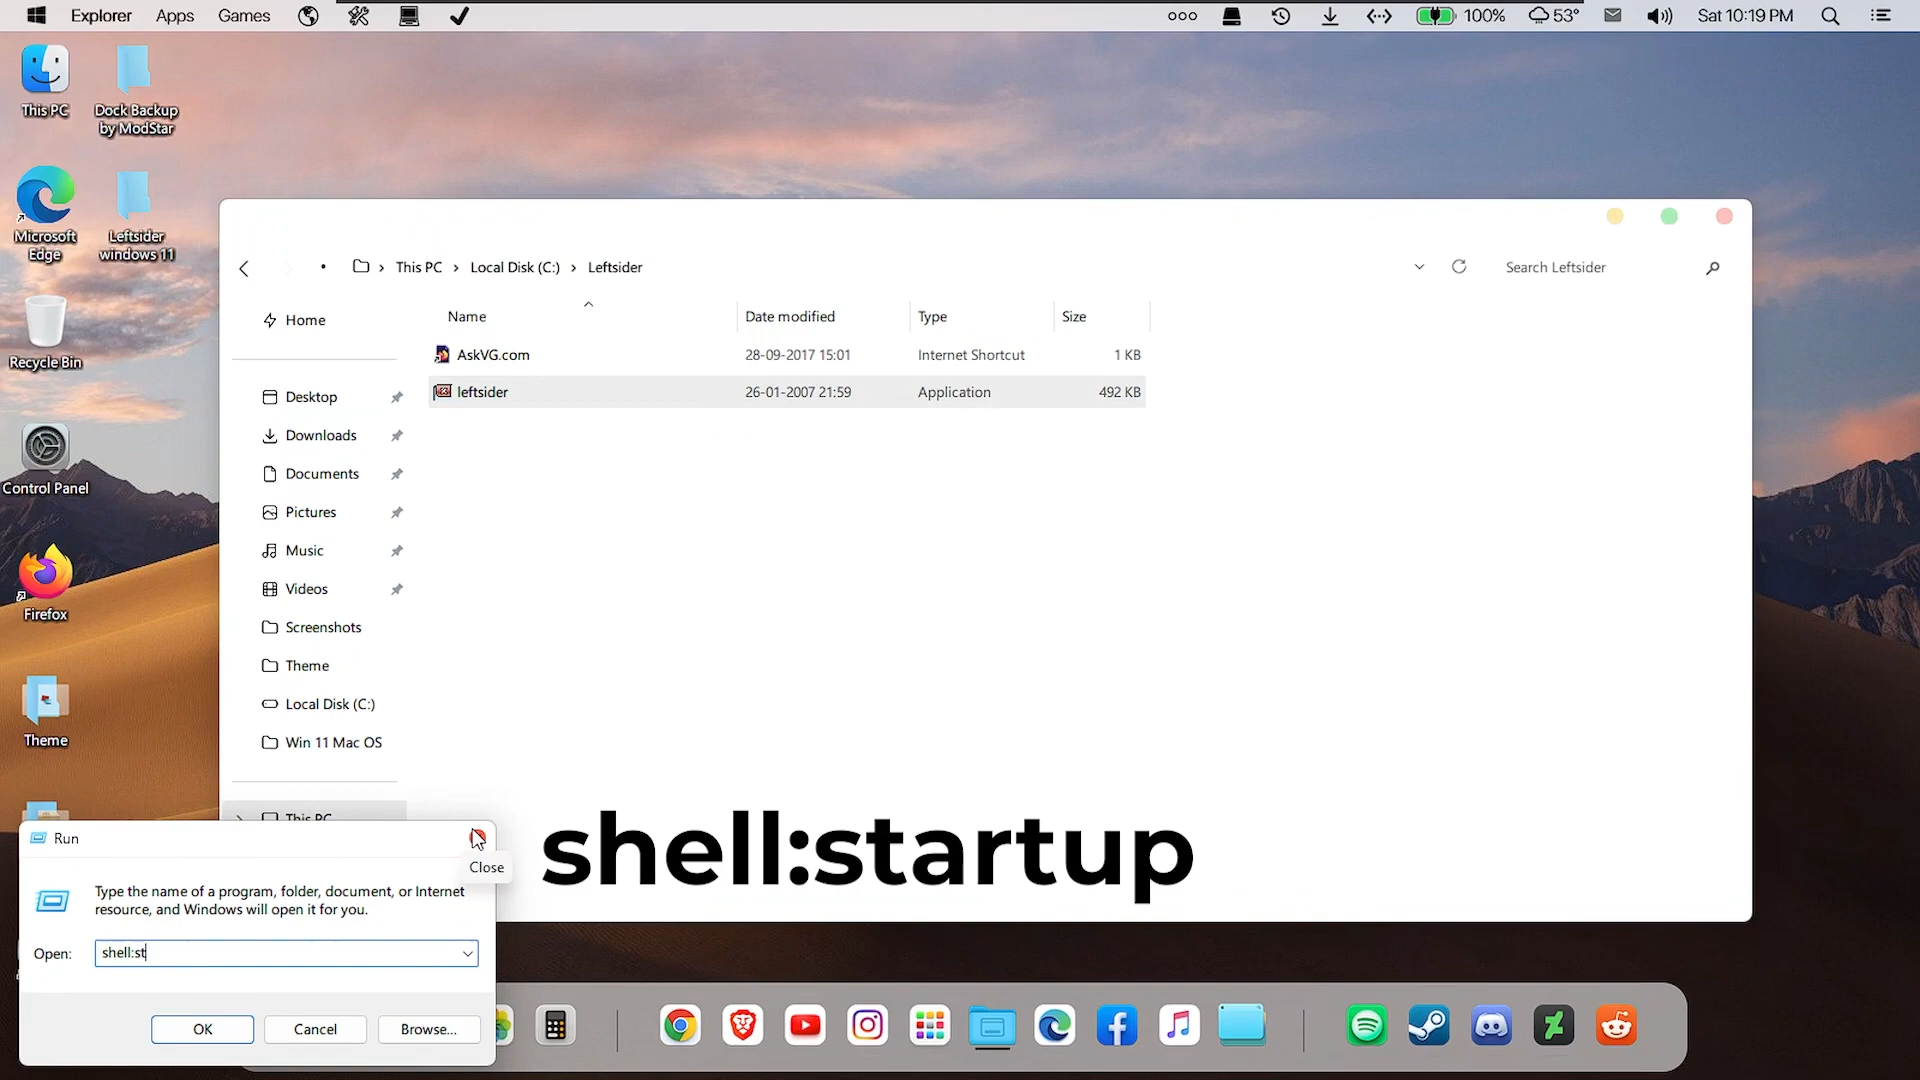 Explorer Apps Games 100% 53° Sat 10:19 PM
This PC
Dock Backup
by ModStar
Microsoft
Edge
Leftsider
windows 11
Recycle Bin
Control Panel
Firefox
Theme
This PC Local Disk (C:) Leftsider
Search Leftsider
Home
Desktop
Downloads
Documents
Pictures
Music
Videos
Screenshots
Theme
Local Disk (C:)
Win 11 Mac OS
This PC
Name Date modified Type Size
AskVG.com 28-09-2017 15:01 Internet Shortcut 1 KB
leftsider 26-01-2007 21:59 Application 492 KB
shell:startup
Run
Close
Type the name of a program, folder, document, or Internet
resource, and Windows will open it for you.
Open: shell:st
OK Cancel Browse...